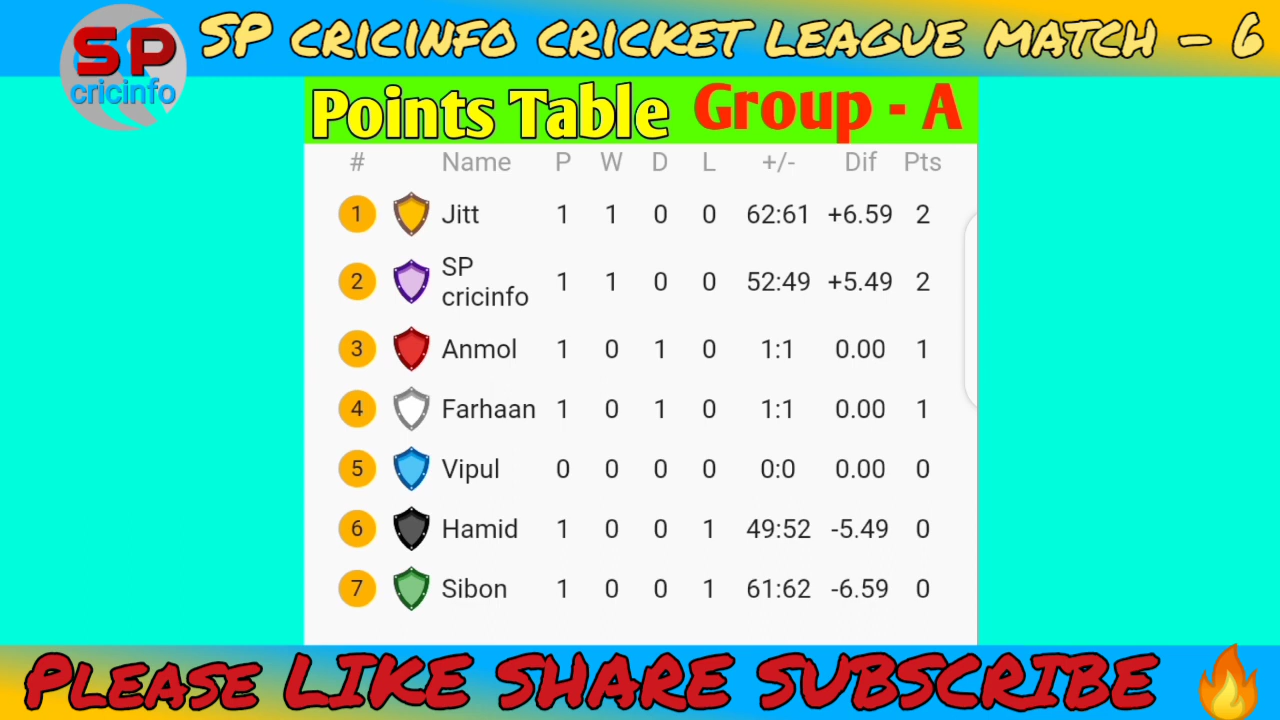 SP cricinfo
SP CRICINFO CRICKET LEAGUE MATCH - 6
Points Table Group - A
# Name P W D L +/- Dif Pts
1 Jitt 1 1 0 0 62:61 +6.59 2
2 SP cricinfo 1 1 0 0 52:49 +5.49 2
3 Anmol 1 0 1 0 1:1 0.00 1
4 Farhaan 1 0 1 0 1:1 0.00 1
5 Vipul 0 0 0 0 0:0 0.00 0
6 Hamid 1 0 0 1 49:52 -5.49 0
7 Sibon 1 0 0 1 61:62 -6.59 0
PLEASE LIKE SHARE SUBSCRIBE 🔥